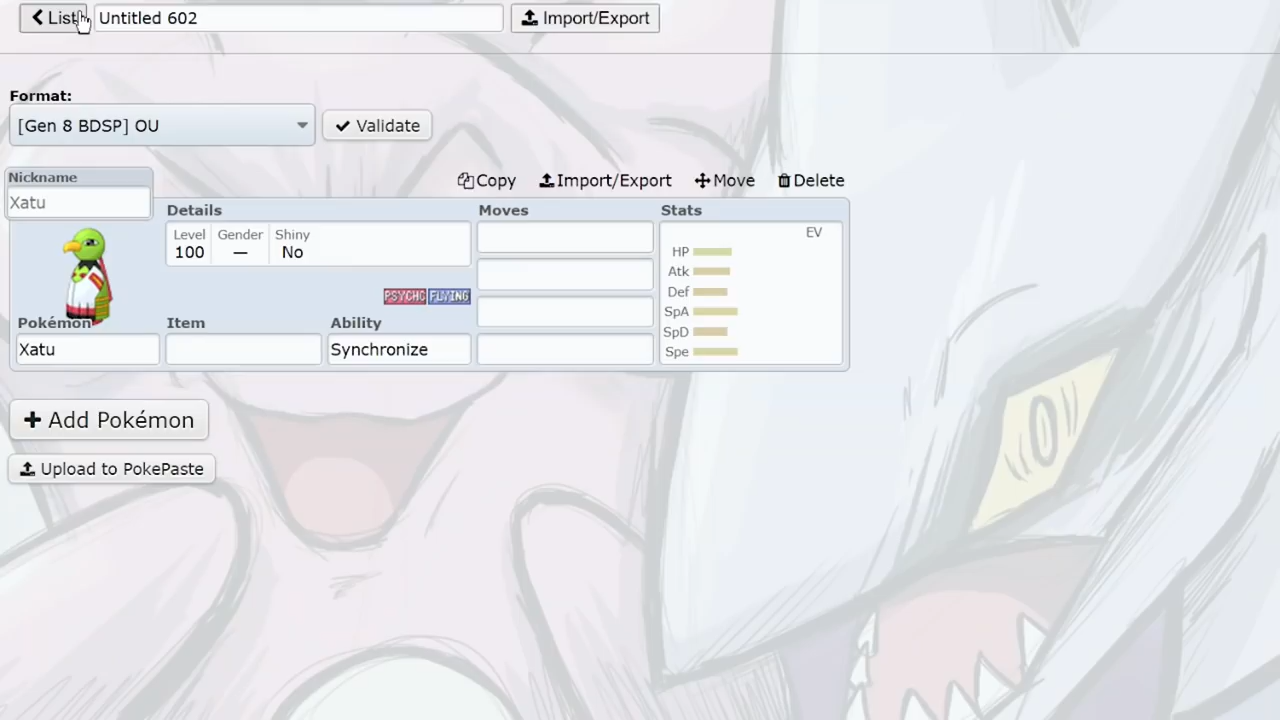 List
Untitled 602
Import/Export
Format:
[Gen 8 BDSP] OU
Validate
Nickname
Xatu
Copy
Import/Export
Move
Delete
Details
Level
100
Gender
—
Shiny
No
PSYCHC FLYING
Pokémon
Xatu
Item
Ability
Synchronize
Moves
Stats
EV
HP
Atk
Def
SpA
SpD
Spe
Add Pokémon
Upload to PokePaste